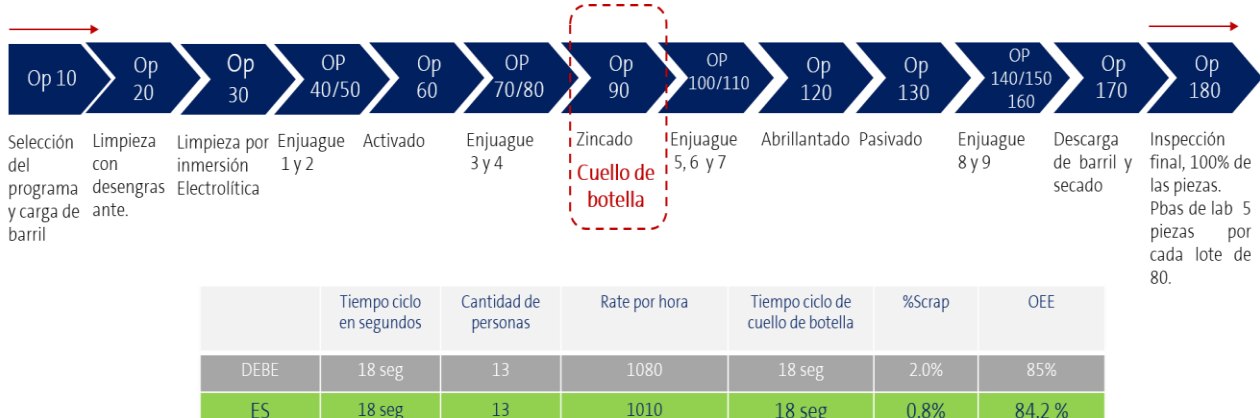 Op 10
Op
20
Op
30
OP
40/50
Op
60
OP
70/80
Op
90
OP
100/110
Op
120
Op
130
OP
140/150
160
Op
170
Op
180
Selección
del
programa
y carga de
barril
Limpieza
con
desengras
ante.
Limpieza por
inmersión
Electrolítica
Enjuague
1 y 2
Activado
Enjuague
3 y 4
Zincado
Cuello de
botella
Enjuague
5, 6 y 7
Abrillantado
Pasivado
Enjuague
8 y 9
Descarga
de barril y
secado
Inspección
final, 100% de
las piezas.
Pbas de lab 5
piezas por
cada lote de
80.
Tiempo ciclo
en segundos
Cantidad de
personas
Rate por hora
Tiempo ciclo de
cuello de botella
%Scrap
OEE
DEBE 18 seg 13 1080 18 seg 2.0% 85%
ES 18 seg 13 1010 18 seg 0.8% 84.2 %